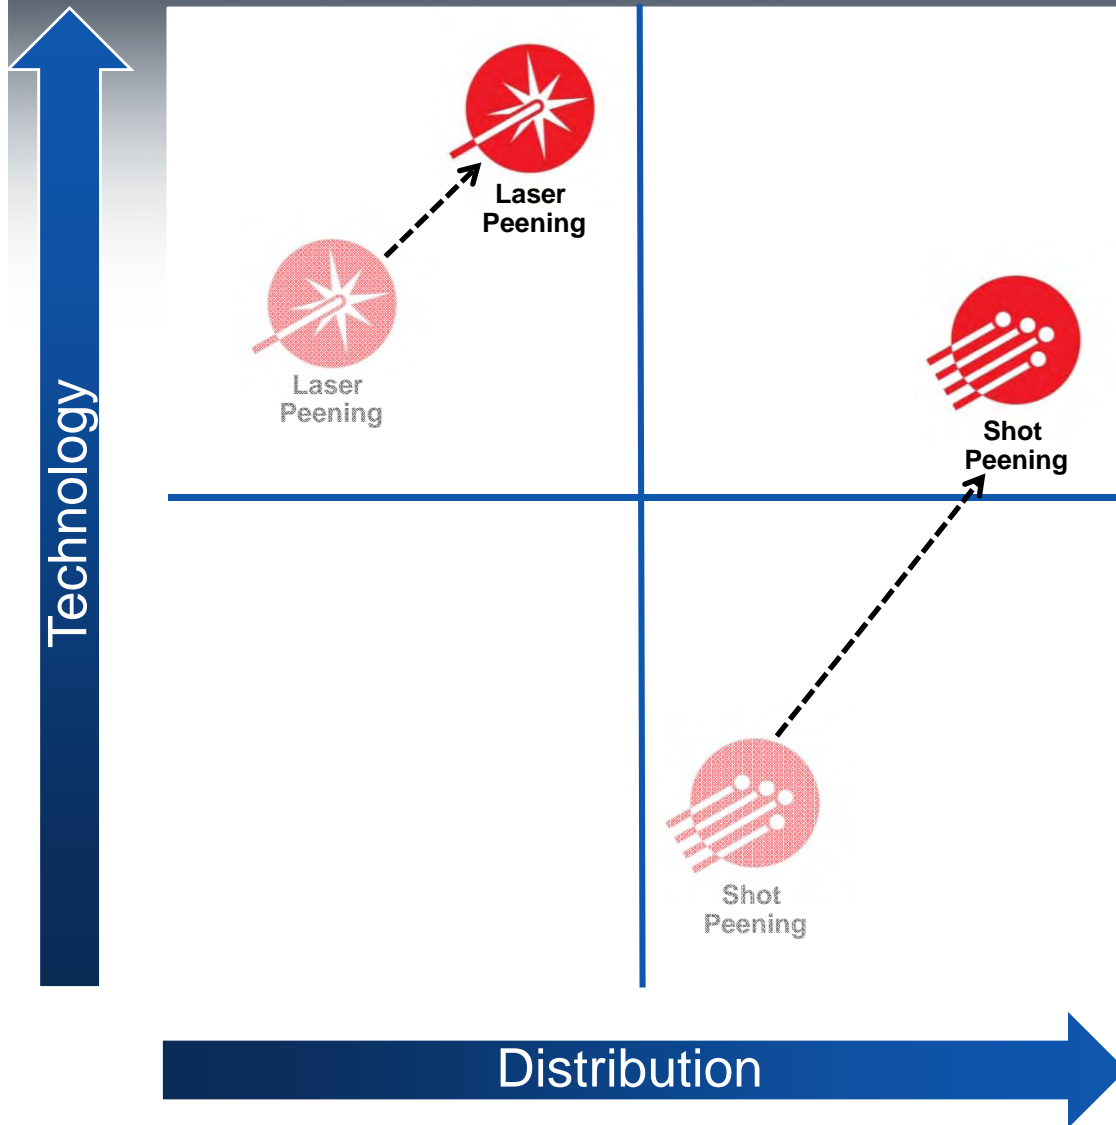 Technology
Laser
Peening
Laser
Peening
Shot
Peening
Shot
Peening
Distribution